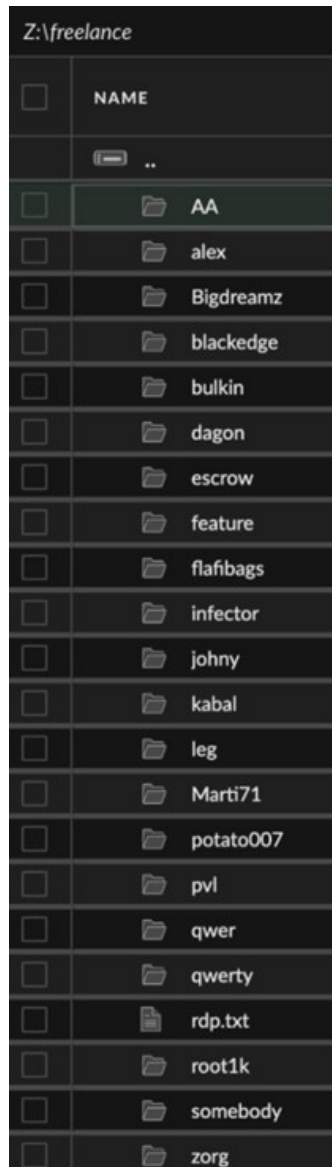 Z:\freelance
NAME
..
AA
alex
Bigdreamz
blackedge
bulkin
dagon
escrow
feature
flafibags
infector
johny
kabal
leg
Marti71
potato007
pvl
qwer
qwerty
rdp.txt
root1k
somebody
zorg